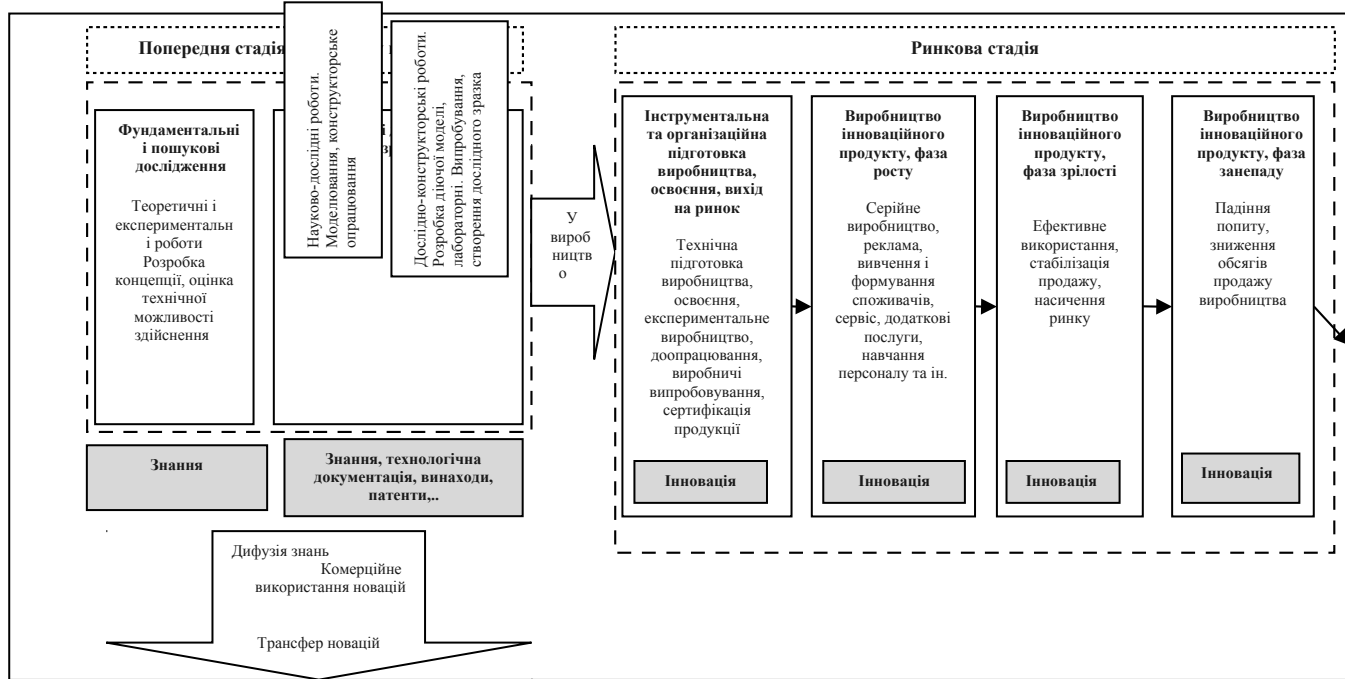 Попередня стадія
Ринкова стадія
Фундаментальні
і пошукові
дослідження
Теоретичні і
експериментальн
і роботи
Розробка
концепції, оцінка
технічної
можливості
здійснення
Науково-дослідні роботи.
Моделювання, конструкторське
опрацювання
Дослідно-конструкторські роботи.
Розробка діючої моделі,
лабораторні. Випробування,
створення дослідного зразка
У
вироб
ництв
о
Інструментальна
та організаційна
підготовка
виробництва,
освоєння, вихід
на ринок
Технічна
підготовка
виробництва,
освоєння,
експериментальне
виробництво,
доопрацювання,
виробничі
випробовування,
сертифікація
продукції
Інновація
Виробництво
інноваційного
продукту, фаза
росту
Серійне
виробництво,
реклама,
вивчення і
формування
споживачів,
сервіс, додаткові
послуги,
навчання
персоналу та ін.
Інновація
Виробництво
інноваційного
продукту,
фаза зрілості
Ефективне
використання,
стабілізація
продажу,
насичення
ринку
Інновація
Виробництво
інноваційного
продукту, фаза
занепаду
Падіння
попиту,
зниження
обсягів
продажу
виробництва
Інновація
Знання
Знання, технологічна
документація, винаходи,
патенти,..
Дифузія знань
Комерційне
використання новацій
Трансфер новацій